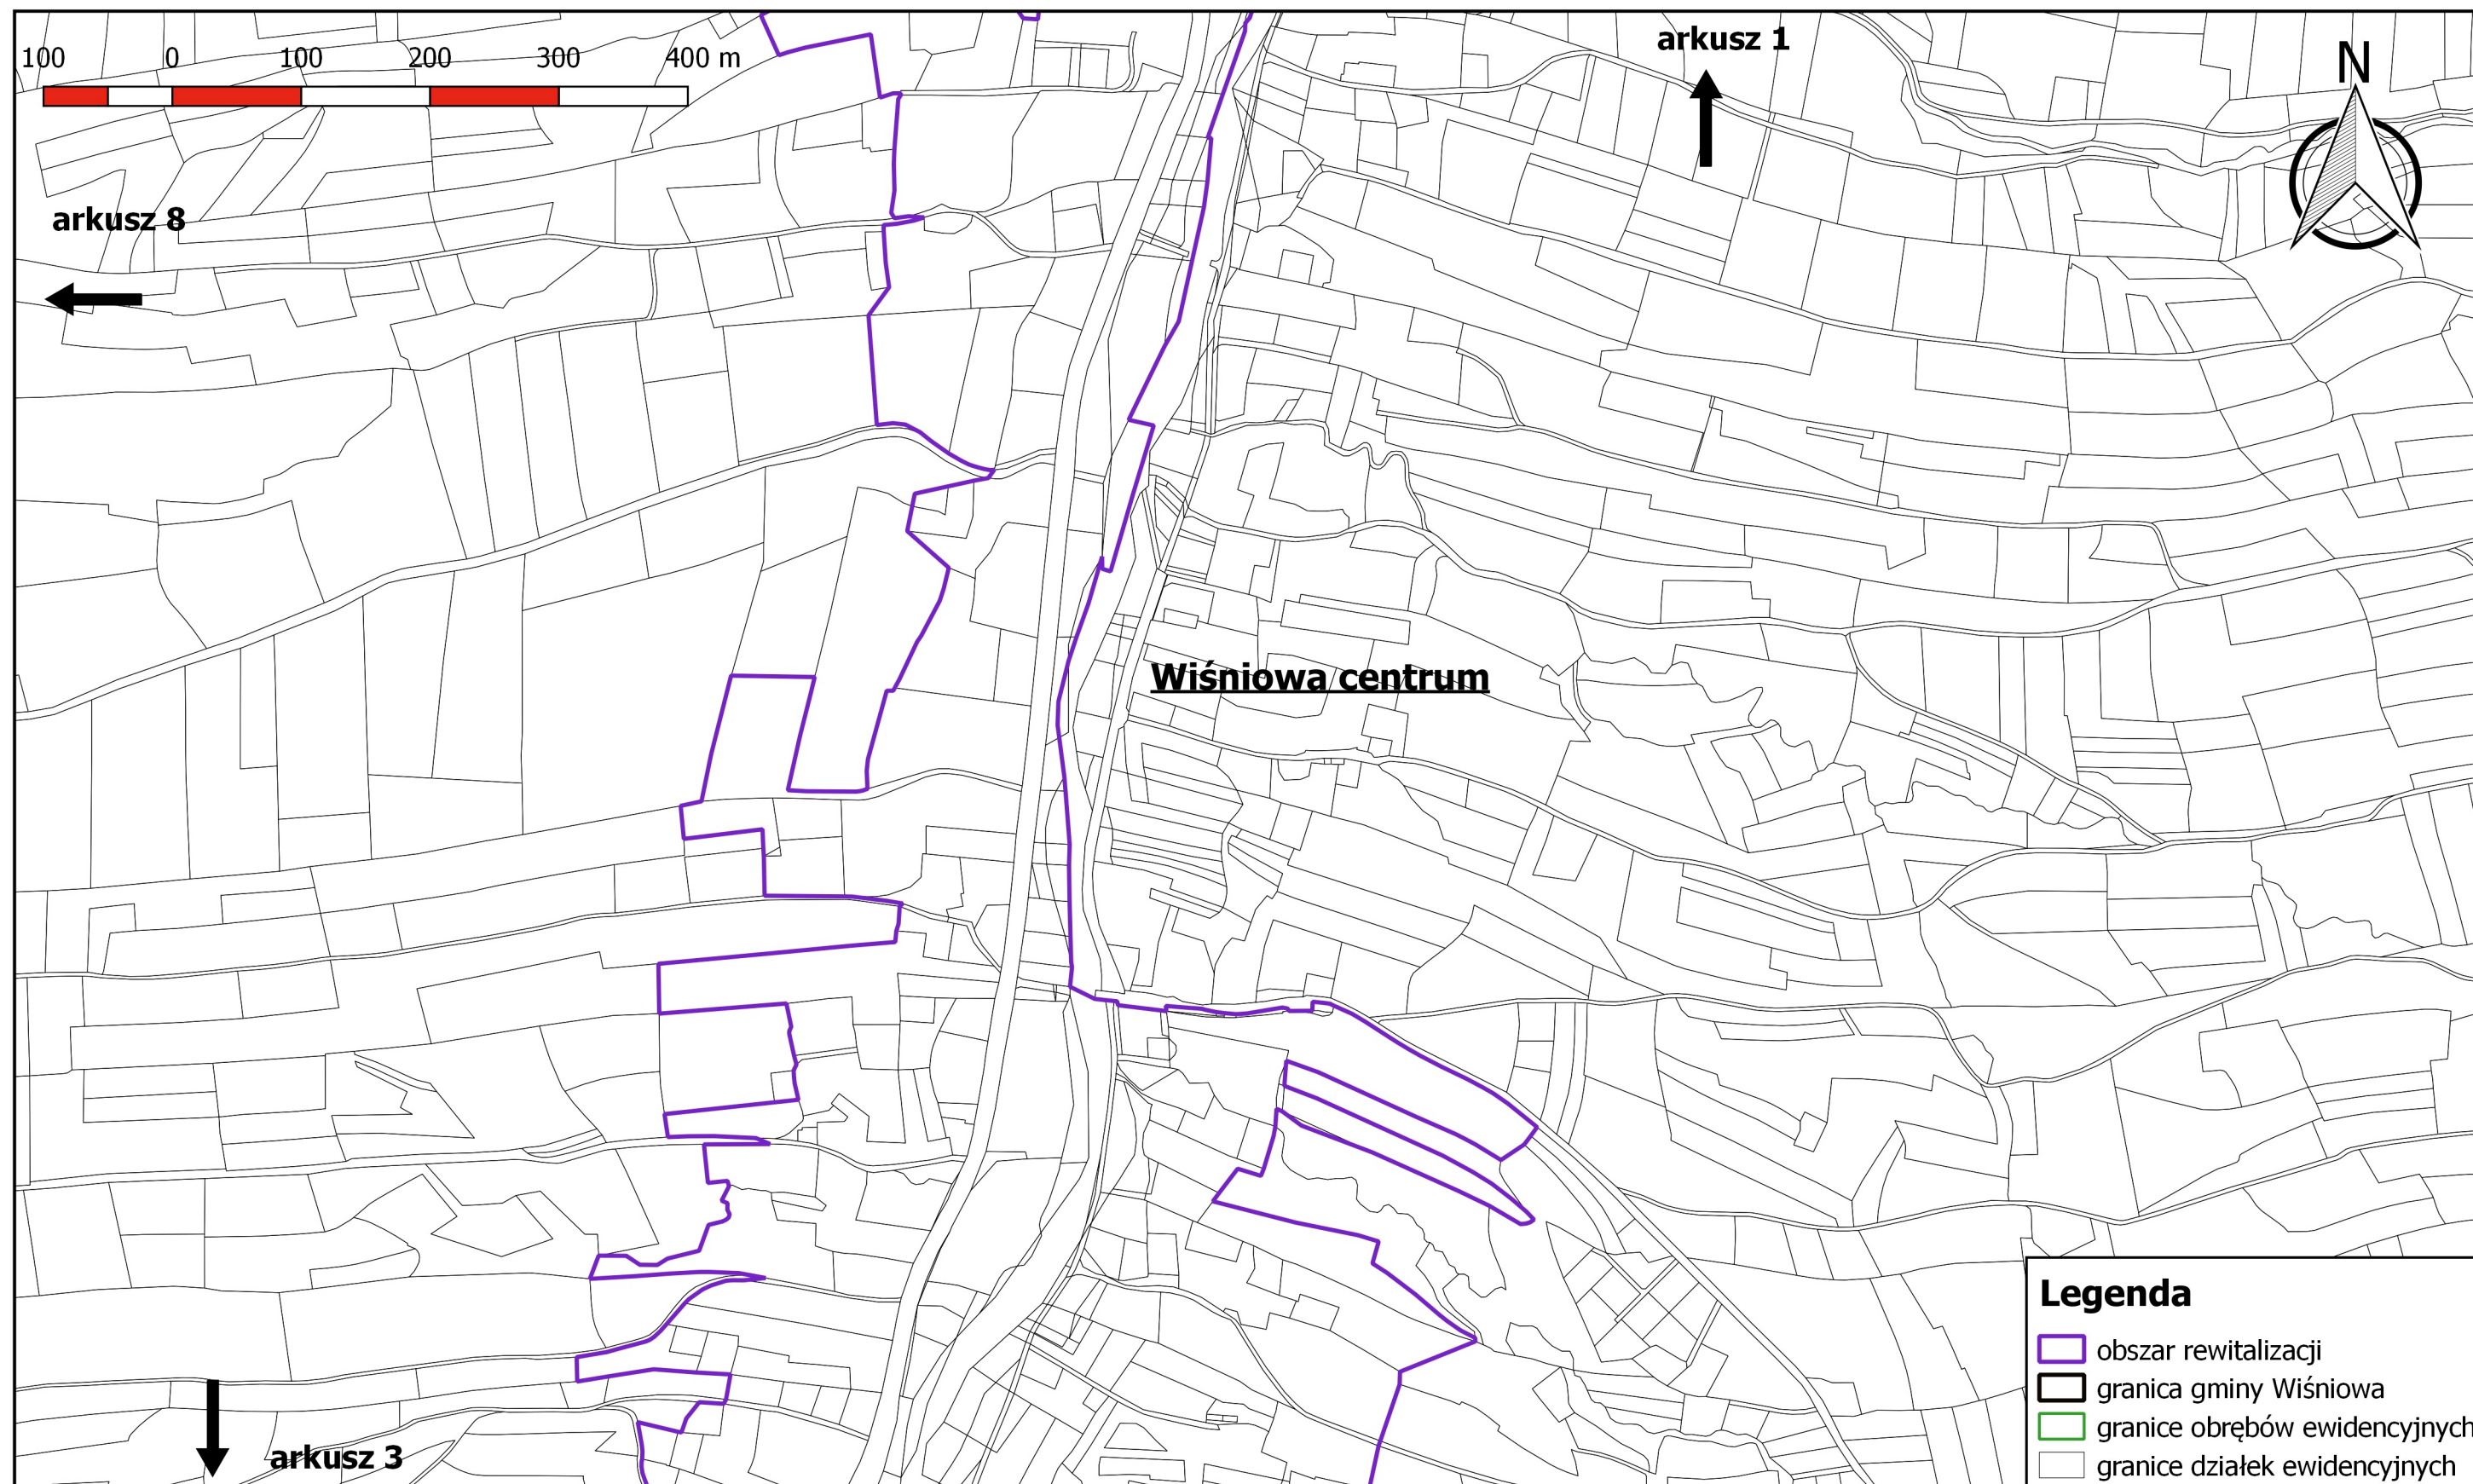 arkusz 1
100 0 100 200 300 400 m
N
arkusz 8
Wiśniowa centrum
Legenda
obszar rewitalizacji
granica gminy Wiśniowa
granice obrębów ewidencyjnych
granice działek ewidencyjnych
arkusz 3